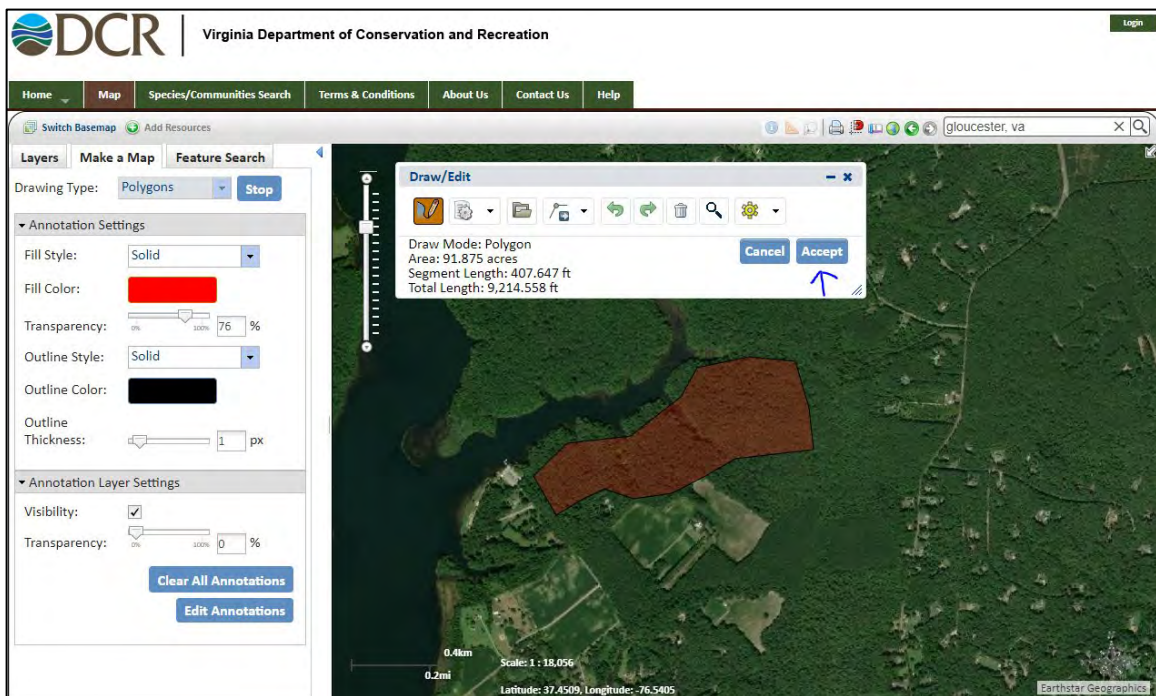 DCR
Virginia Department of Conservation and Recreation
Login
Home
Map
Species/Communities Search
Terms & Conditions
About Us
Contact Us
Help
Switch Basemap
Add Resources
gloucester, va
Layers
Make a Map
Feature Search
Drawing Type:
Polygons
Stop
Annotation Settings
Fill Style:
Solid
Fill Color:
Transparency:
0%
100%
76 %
Outline Style:
Solid
Outline Color:
Outline
Thickness:
1 px
Annotation Layer Settings
Visibility:
Transparency:
0%
100%
0 %
Clear All Annotations
Edit Annotations
Draw/Edit
Draw Mode: Polygon
Area: 91.875 acres
Segment Length: 407.647 ft
Total Length: 9,214.558 ft
Cancel
Accept
0.4km
0.2mi
Scale: 1 : 18,056
Latitude: 37.4509, Longitude: -76.5405
Earthstar Geographics